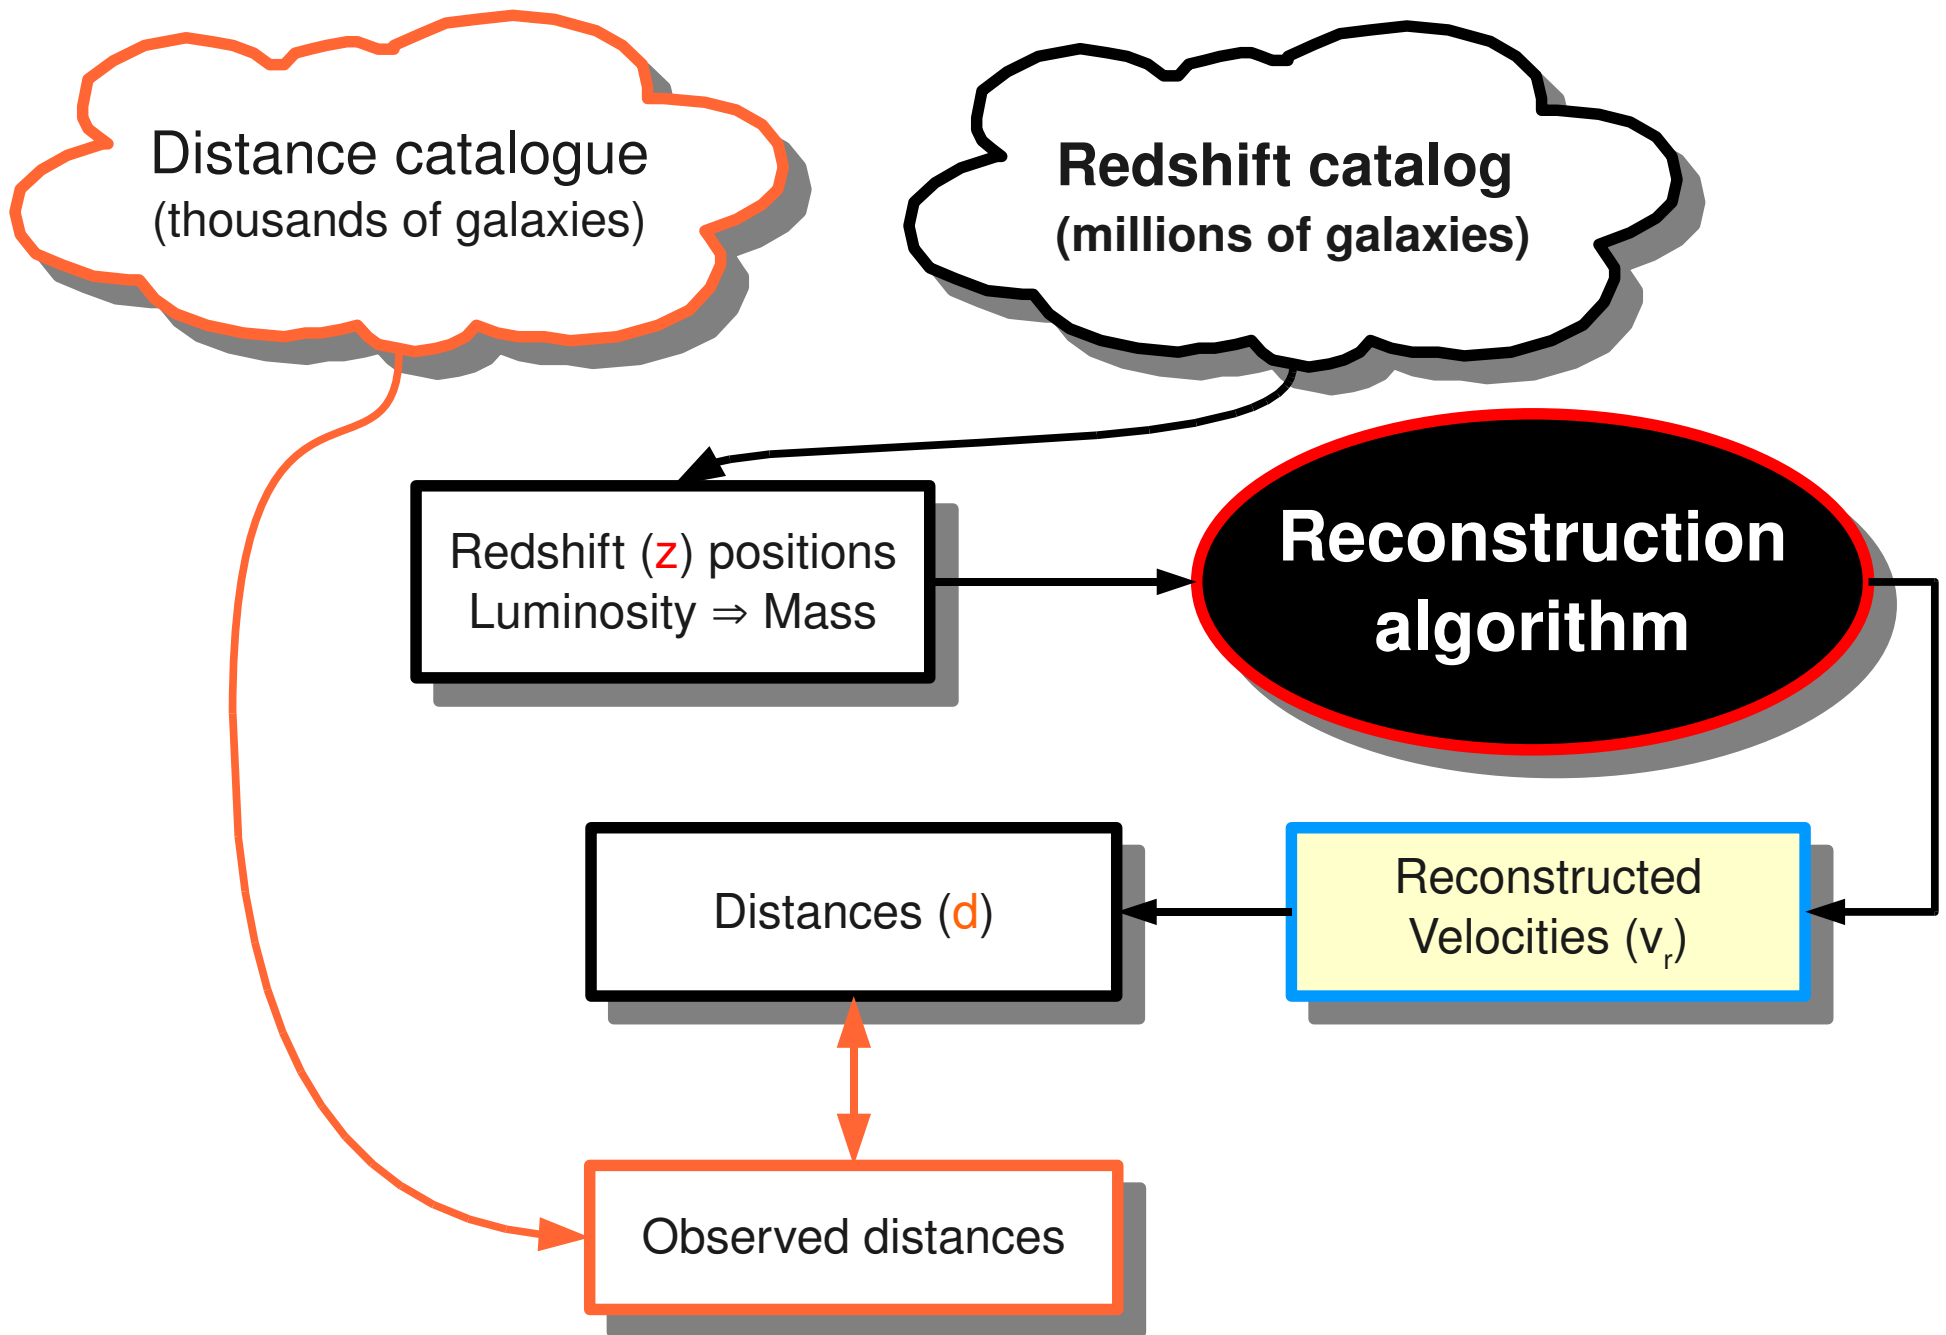 Distance catalogue
(thousands of galaxies)
Redshift catalog
(millions of galaxies)
Redshift (z) positions
Luminosity ⇒ Mass
Reconstruction
algorithm
Distances (d)
Reconstructed
Velocities (vr)
Observed distances